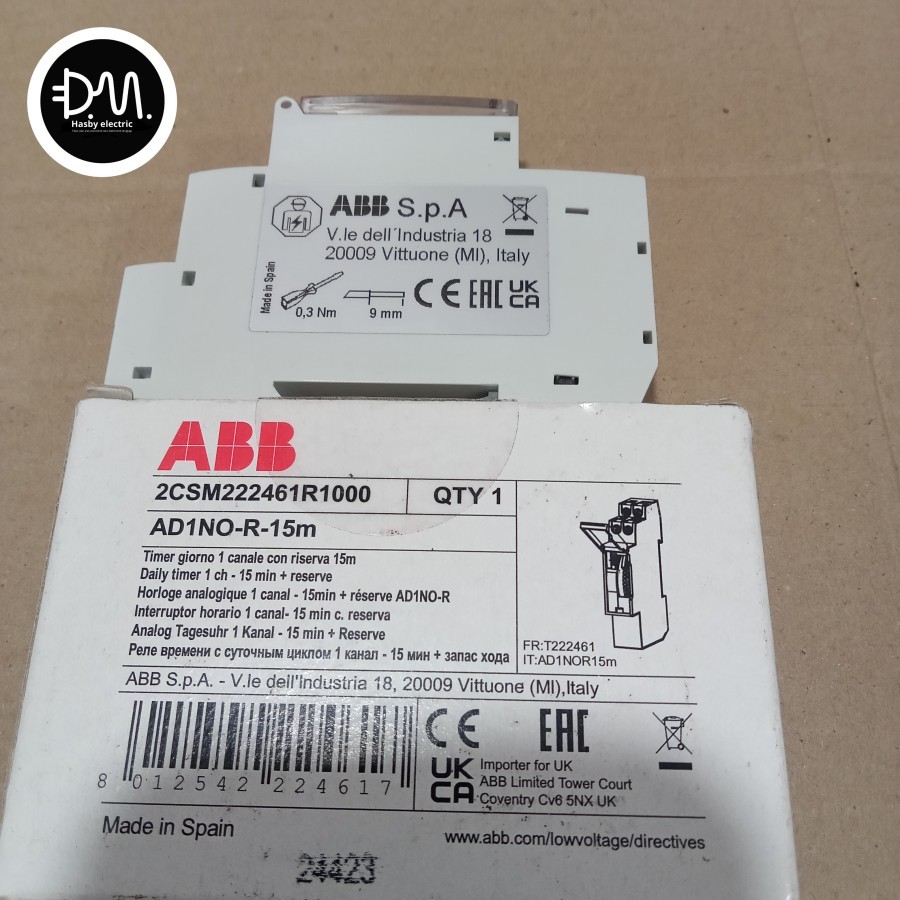 D.M.
Hasby electric
ABB S.p.A
V.le dell'Industria 18
20009 Vittuone (MI), Italy
Made in Spain
0,3 Nm
9 mm
CE EAC UK
CA
ABB
2CSM222461R1000
QTY 1
AD1NO-R-15m
Timer giorno 1 canale con riserva 15m
Daily timer 1 ch - 15 min + reserve
Horloge analogique 1 canal - 15min + réserve AD1NO-R
Interruptor horario 1 canal- 15 min c. reserva
Analog Tagesuhr 1 Kanal - 15 min + Reserve
Реле времени с суточным циклом 1 канал - 15 мин + запас хода
FR:T222461
IT:AD1NOR15m
ABB S.p.A. - V.le dell'Industria 18, 20009 Vittuone (MI),Italy
8 012542 224617
CE EAC
UK
CA
Importer for UK
ABB Limited Tower Court
Coventry Cv6 5NX UK
Made in Spain
www.abb.com/lowvoltage/directives
24423